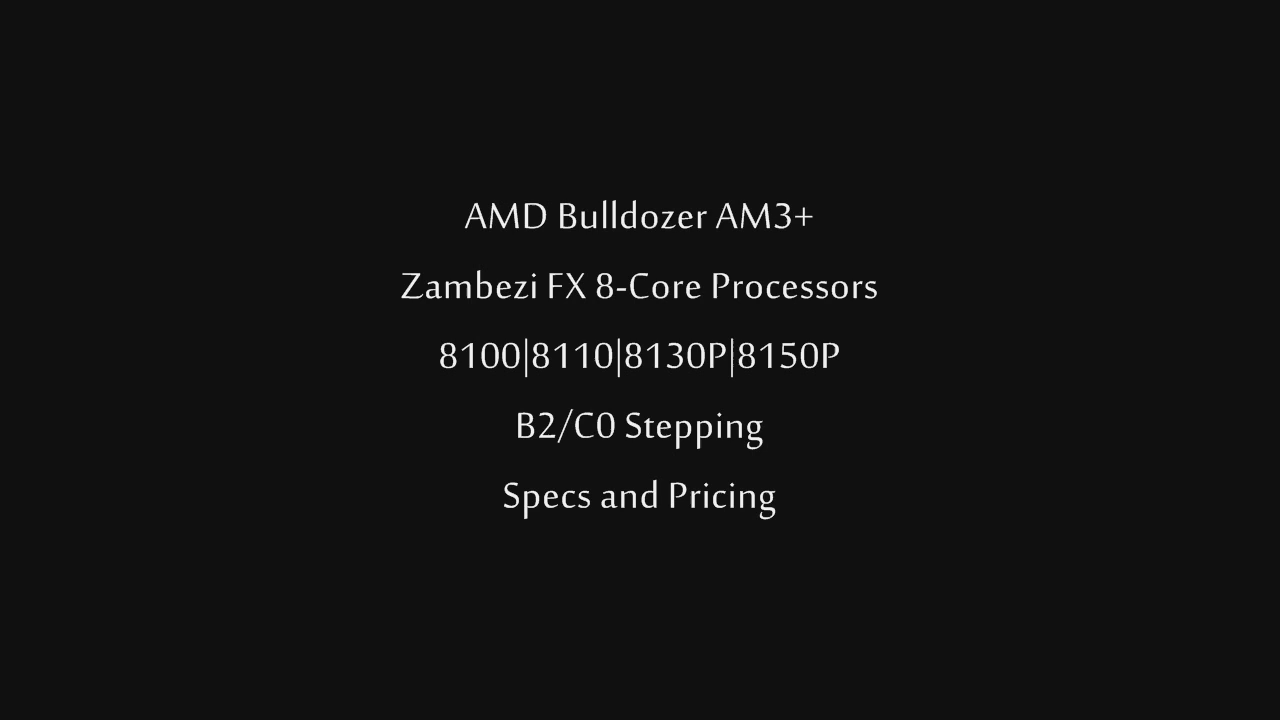 AMD Bulldozer AM3+
Zambezi FX 8-Core Processors
8100|8110|8130P|8150P
B2/C0 Stepping
Specs and Pricing